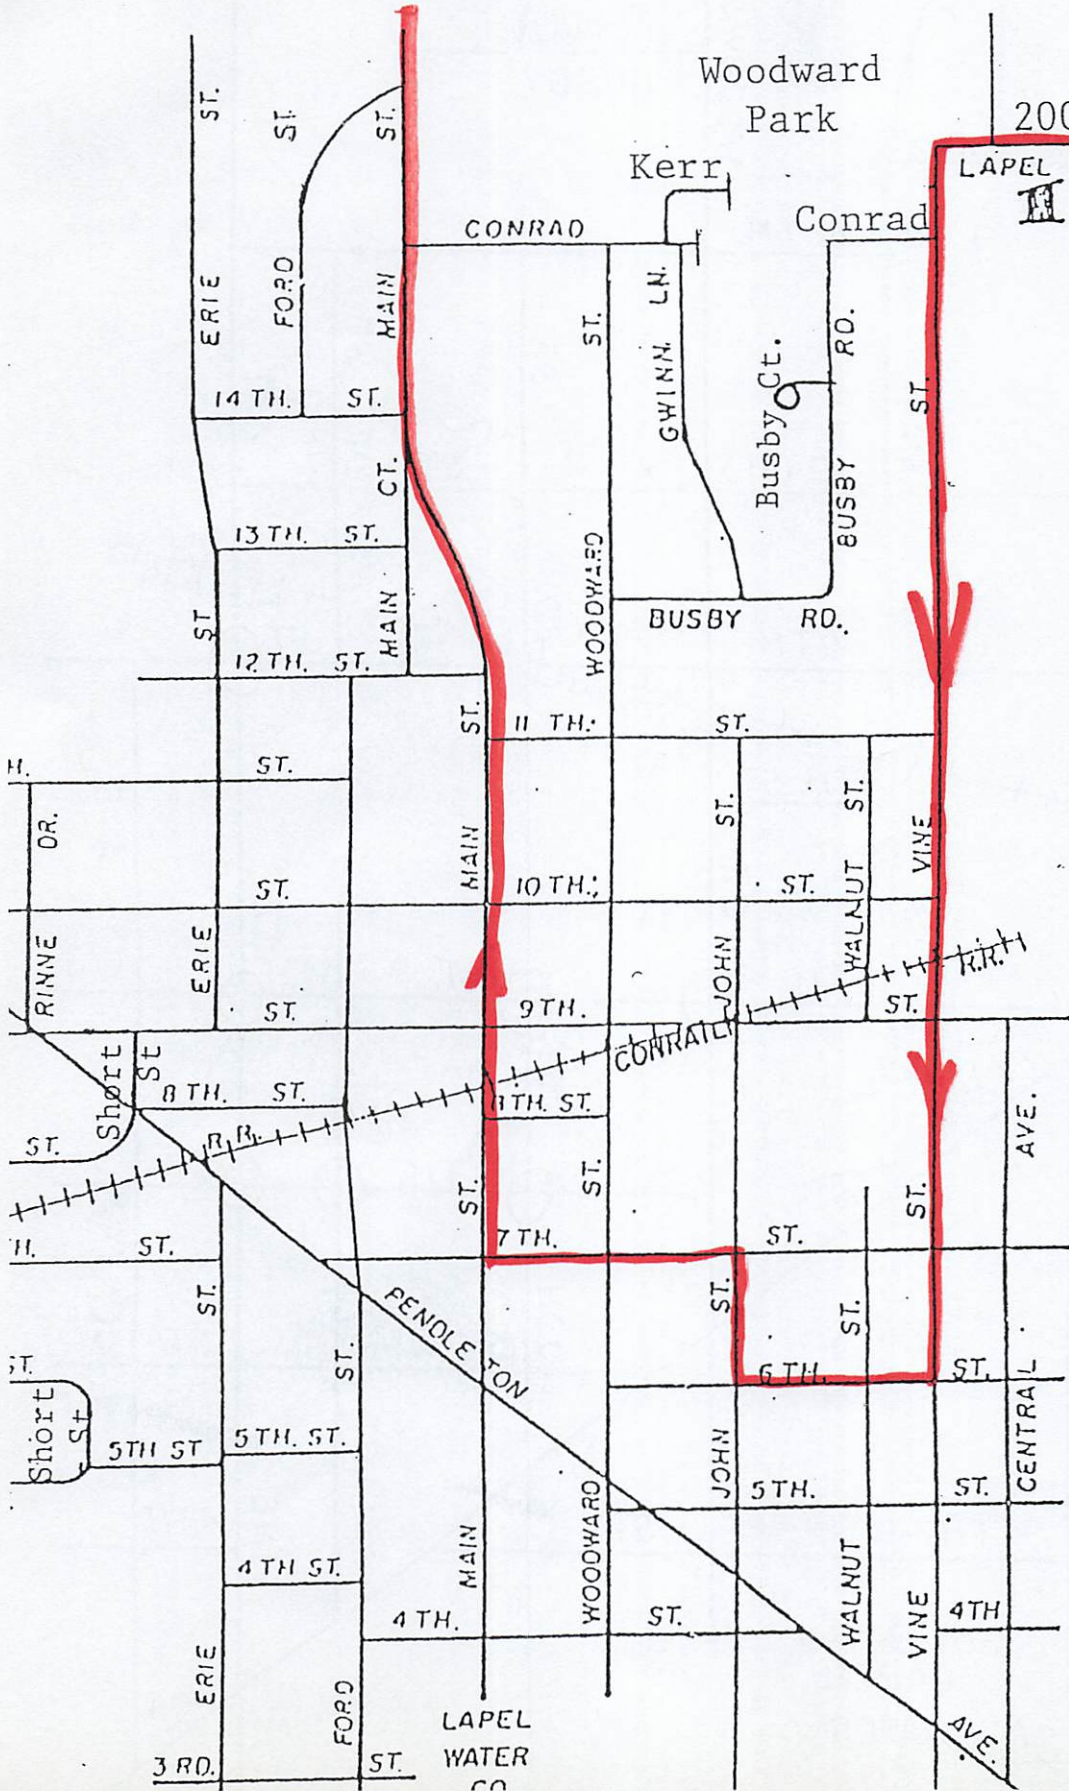 Woodward
Park
200
LAPEL
Kerr
CONRAD
Conrad
ERIE
ST.
FORD
ST
MAIN
ST.
14 TH. ST.
13 TH. ST.
12 TH. ST.
MAIN
CT.
ST
WOODWARD
ST.
GWINN LN.
Busby Ct.
BUSBY
RD.
BUSBY RD.
ST.
11 TH. ST.
H.
ST.
RINNE
DR.
ERIE
ST.
MAIN
ST.
10 TH. ST.
JOHN
ST.
WALNUT
ST.
VINE
R.R.
ST.
9 TH.
ST.
CONRAIL
JOHN
Short
St
8 TH. ST.
8TH. ST.
ST.
R R.
ST.
ST.
ST.
AVE.
7 TH. ST.
H. ST.
ST.
PENDLETON
ST.
ST.
ST.
6 TH. ST.
ST.
Short
St
5TH ST
5TH. ST.
JOHN
5TH. ST.
CENTRAL
4 TH ST.
MAIN
WOODWARD
WALNUT
VINE
4 TH. ST.
4TH
ERIE
FORD
LAPEL
WATER
CO
AVE.
3 RD. ST.